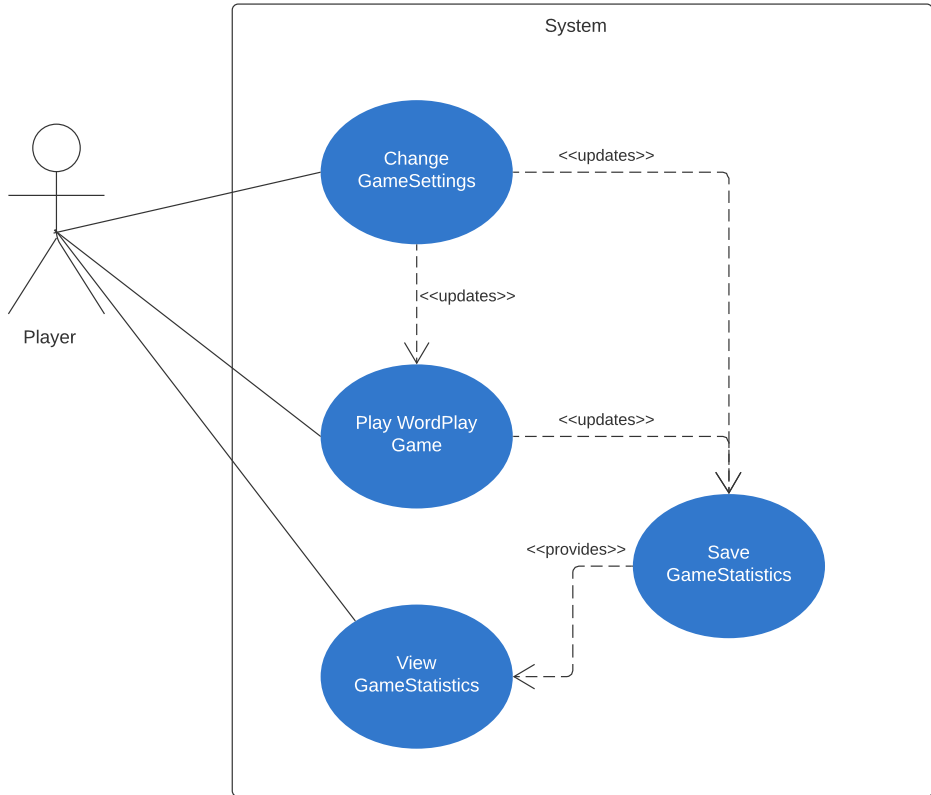 System
Change
GameSettings
<<updates>>
<<updates>>
Player
Play WordPlay
Game
<<updates>>
<<provides>>
Save
GameStatistics
View
GameStatistics